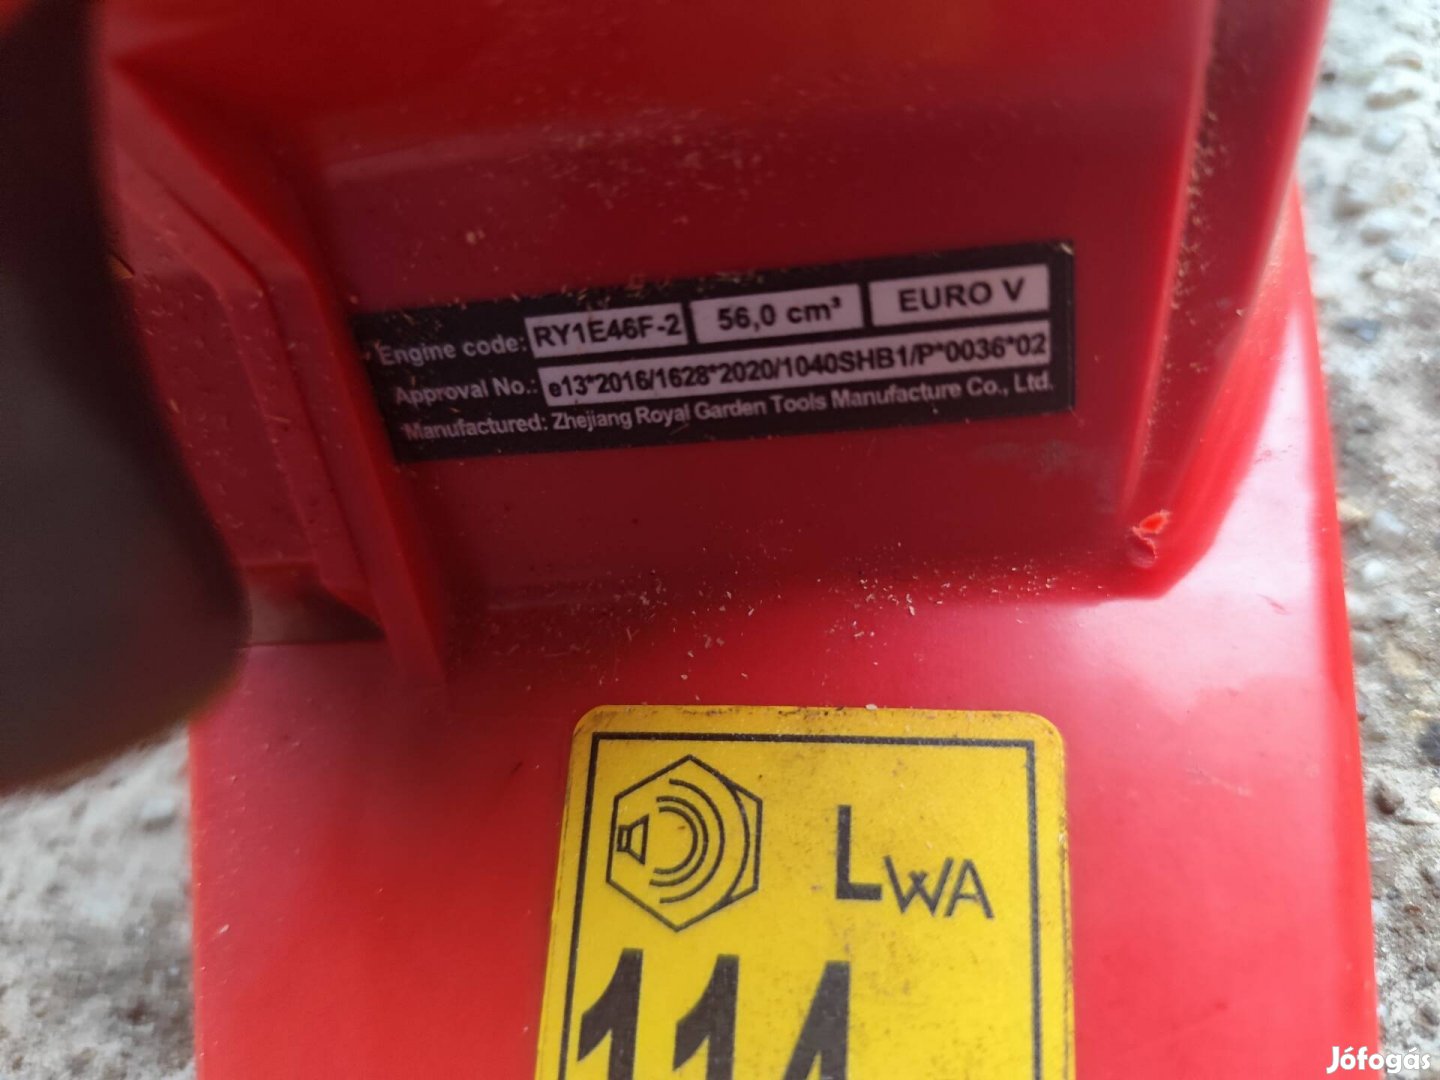 Engine code: RY1E46F-2 56,0 cm³ EURO V
Approval No.: e13*2016/1628*2020/1040SHB1/P*0036*02
Manufactured: Zhejiang Royal Garden Tools Manufacture Co., Ltd.
LWA
114
Jófogás